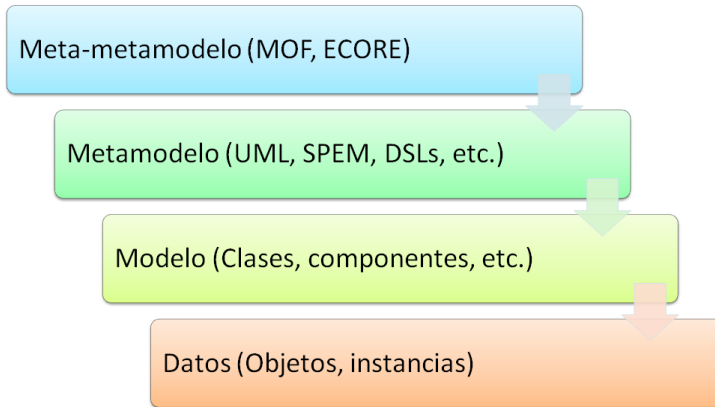 Meta-metamodelo (MOF, ECORE)
Metamodelo (UML, SPEM, DSLs, etc.)
Modelo (Clases, componentes, etc.)
Datos (Objetos, instancias)